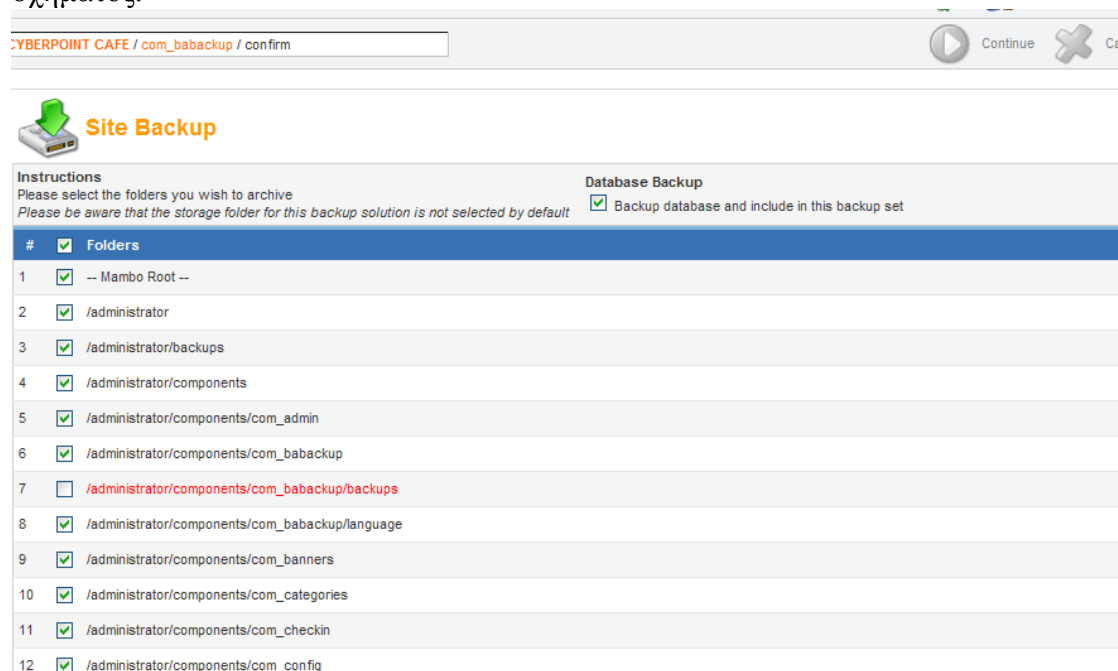 σχήματος.
CYBERPOINT CAFE / com_babackup / confirm
Continue
Site Backup
Instructions
Please select the folders you wish to archive
Please be aware that the storage folder for this backup solution is not selected by default
Database Backup
Backup database and include in this backup set
# Folders
1 -- Mambo Root --
2 /administrator
3 /administrator/backups
4 /administrator/components
5 /administrator/components/com_admin
6 /administrator/components/com_babackup
7 /administrator/components/com_babackup/backups
8 /administrator/components/com_babackup/language
9 /administrator/components/com_banners
10 /administrator/components/com_categories
11 /administrator/components/com_checkin
12 /administrator/components/com_config